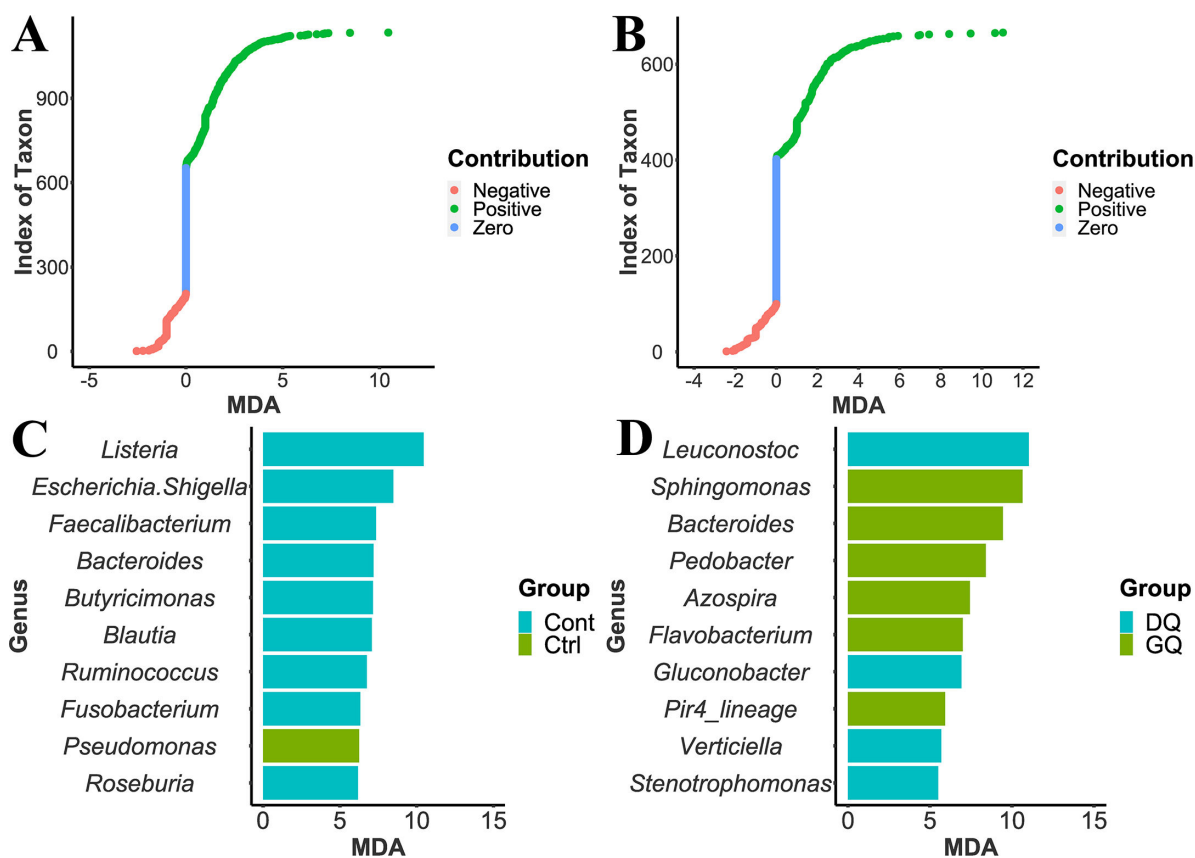 A
Index of Taxon
900
600
300
0
-5
0
5
10
MDA
Contribution
Negative
Positive
Zero
B
Index of Taxon
600
400
200
0
-4
-2
0
2
4
6
8
10
12
MDA
Contribution
Negative
Positive
Zero
C
Genus
Listeria
Escherichia.Shigella
Faecalibacterium
Bacteroides
Butyricimonas
Blautia
Ruminococcus
Fusobacterium
Pseudomonas
Roseburia
0
5
10
15
MDA
Group
Cont
Ctrl
D
Genus
Leuconostoc
Sphingomonas
Bacteroides
Pedobacter
Azospira
Flavobacterium
Gluconobacter
Pir4_lineage
Verticiella
Stenotrophomonas
0
5
10
15
MDA
Group
DQ
GQ